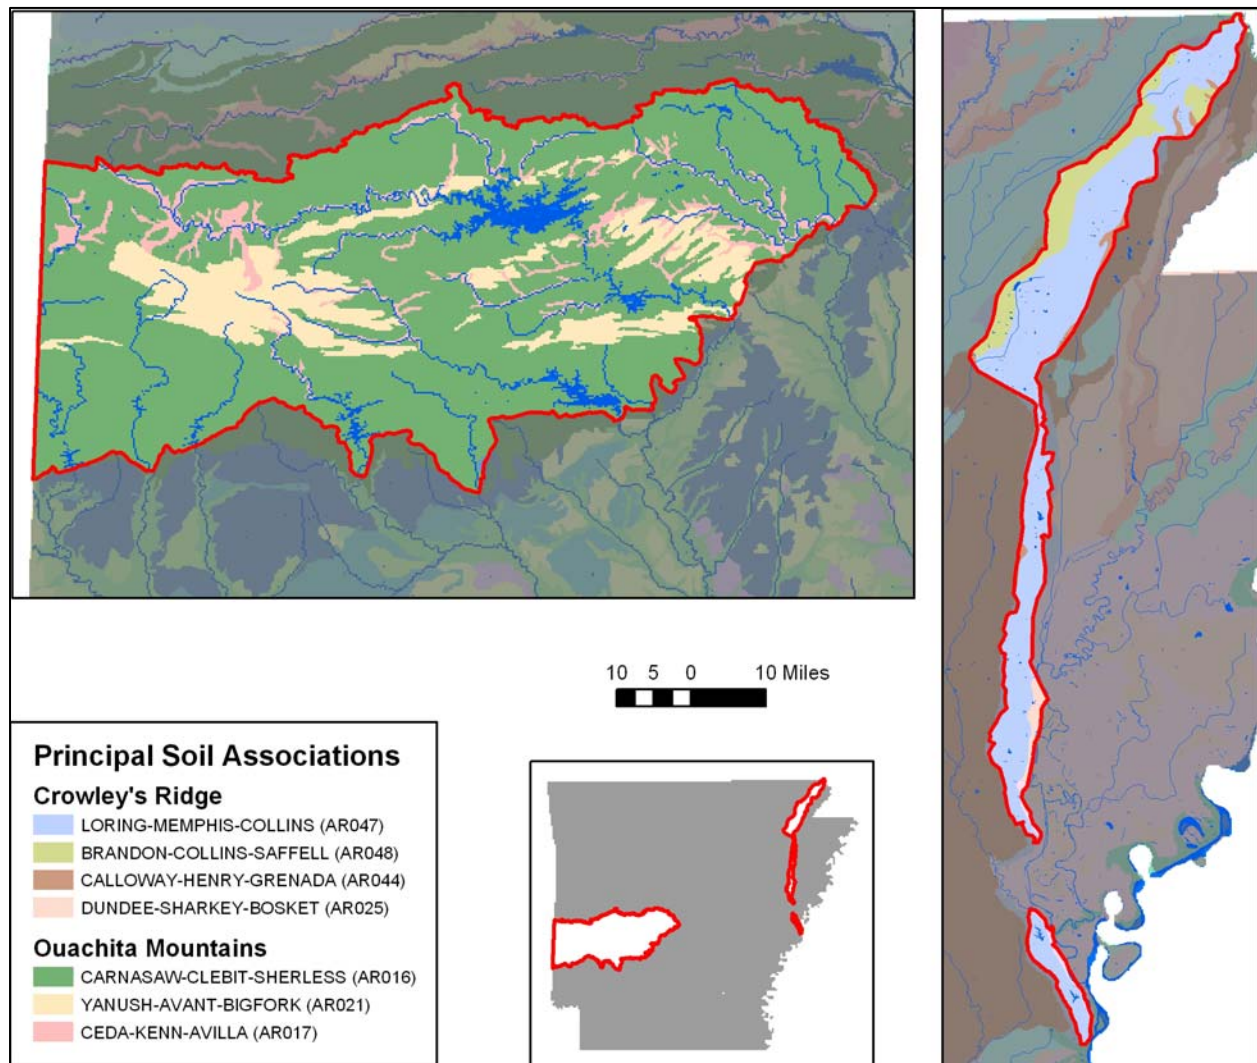 10 5 0 10 Miles
Principal Soil Associations
Crowley's Ridge
LORING-MEMPHIS-COLLINS (AR047)
BRANDON-COLLINS-SAFFELL (AR048)
CALLOWAY-HENRY-GRENADA (AR044)
DUNDEE-SHARKEY-BOSKET (AR025)
Ouachita Mountains
CARNASAW-CLEBIT-SHERLESS (AR016)
YANUSH-AVANT-BIGFORK (AR021)
CEDA-KENN-AVILLA (AR017)